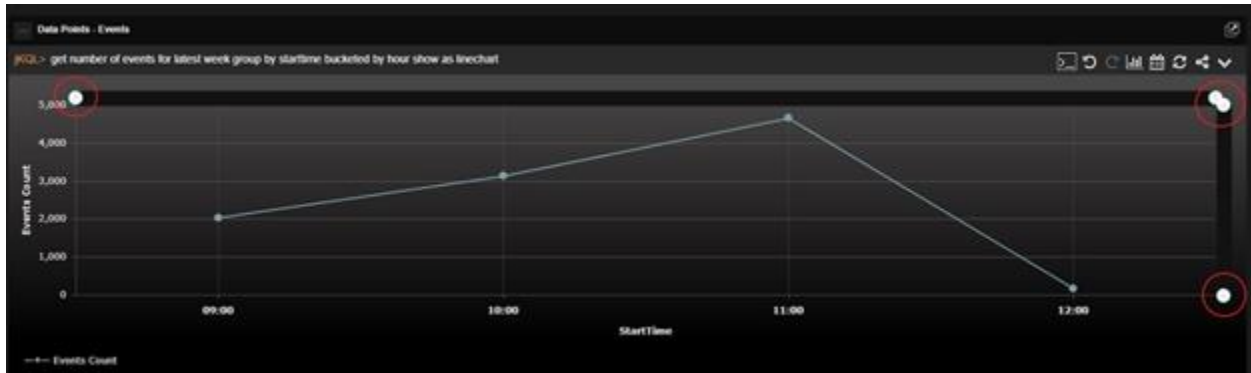 Data Points - Events
jKQL> get number of events for latest week group by starttime bucketed by hour show as linechart
5,000
4,000
3,000
2,000
1,000
0
Events Count
09:00 10:00 11:00 12:00
StartTime
Events Count